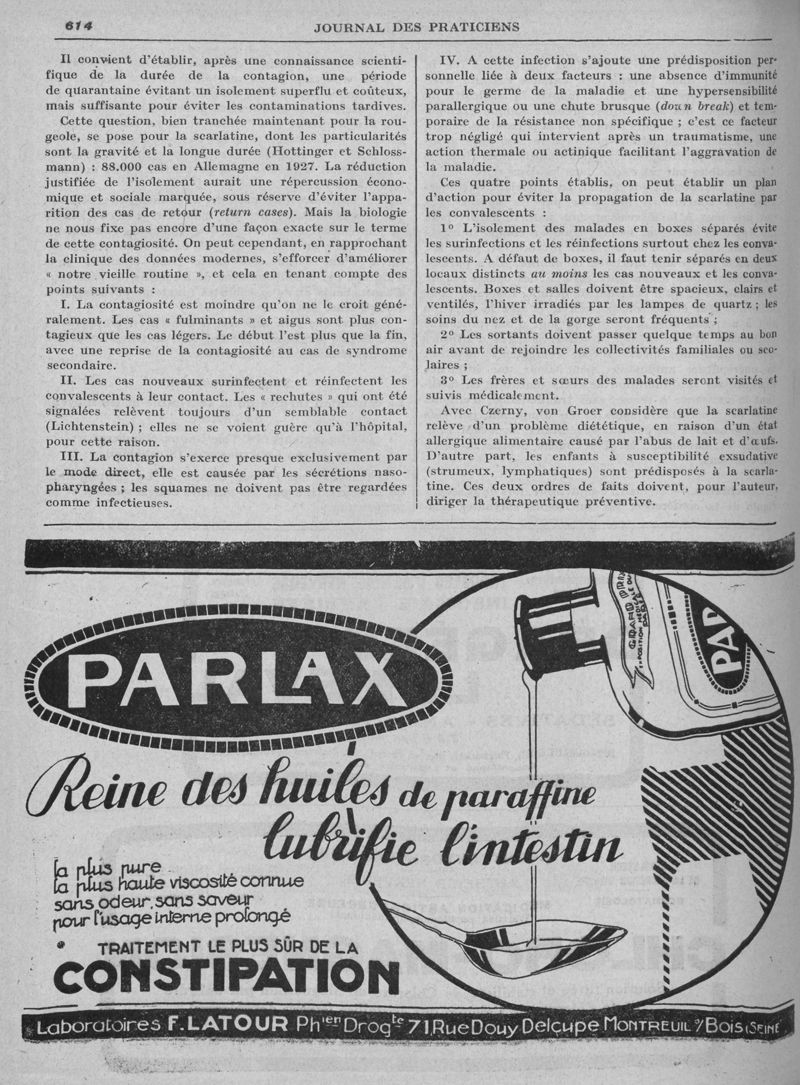 614
JOURNAL DES PRATICIENS
Il convient d'établir, après une connaissance scienti-
fique de la durée de la contagion, une période
de quarantaine évitant un isolement superflu et coûteux,
mais suffisante pour éviter les contaminations tardives.
Cette question, bien tranchée maintenant pour la rou-
geole, se pose pour la scarlatine, dont les particularités
sont la gravité et la longue durée (Hottinger et Schloss-
mann) : 88.000 cas en Allemagne en 1927. La réduction
justifiée de l'isolement aurait une répercussion écono-
mique et sociale marquée, sous réserve d'éviter l'appa-
rition des cas de retour (return cases). Mais la biologie
ne nous fixe pas encore d'une façon exacte sur le terme
de cette contagiosité. On peut cependant, en rapprochant
la clinique des données modernes, s'efforcer d'améliorer
« notre vieille routine », et cela en tenant compte des
points suivants :
I. La contagiosité est moindre qu'on ne le croit géné-
ralement. Les cas « fulminants » et aigus sont plus con-
tagieux que les cas légers. Le début l'est plus que la fin,
avec une reprise de la contagiosité au cas de syndrome
secondaire.
II. Les cas nouveaux surinfectent et réinfectent les
convalescents à leur contact. Les « rechutes » qui ont été
signalées relèvent toujours d'un semblable contact
(Lichtenstein) ; elles ne se voient guère qu'à l'hôpital,
pour cette raison.
III. La contagion s'exerce presque exclusivement par
le mode direct, elle est causée par les sécrétions naso-
pharyngées ; les squames ne doivent pas être regardées
comme infectieuses.
IV. A cette infection s'ajoute une prédisposition per-
sonnelle liée à deux facteurs : une absence d'immunité
pour le germe de la maladie et une hypersensibilité
parallergique ou une chute brusque (down break) et tem-
poraire de la résistance non spécifique ; c'est ce facteur
trop négligé qui intervient après un traumatisme, une
action thermale ou actinique facilitant l'aggravation de
la maladie.
Ces quatre points établis, on peut établir un plan
d'action pour éviter la propagation de la scarlatine par
les convalescents :
1° L'isolement des malades en boxes séparés évite
les surinfections et les réinfections surtout chez les conva-
lescents. A défaut de boxes, il faut tenir séparés en deux
locaux distincts au moins les cas nouveaux et les conva-
lescents. Boxes et salles doivent être spacieux, clairs et
ventilés, l'hiver irradiés par les lampes de quartz ; les
soins du nez et de la gorge seront fréquents ;
2° Les sortants doivent passer quelque temps au bon
air avant de rejoindre les collectivités familiales ou sco-
laires ;
3° Les frères et sœurs des malades seront visités et
suivis médicalement.
Avec Czerny, von Groer considère que la scarlatine
relève d'un problème diététique, en raison d'un état
allergique alimentaire causé par l'abus de lait et d'œufs.
D'autre part, les enfants à susceptibilité exsudative
(strumeux, lymphatiques) sont prédisposés à la scarla-
tine. Ces deux ordres de faits doivent, pour l'auteur,
diriger la thérapeutique préventive.
PARLAX
GRAND PRIX
EXPOSITION MÉDICALE
PAR
Reine des huiles de paraffine
lubrifie l'intestin
la plus pure
la plus haute viscosité connue
sans odeur, sans saveur
pour l'usage interne prolongé
TRAITEMENT LE PLUS SÛR DE LA
CONSTIPATION
Laboratoires F. LATOUR Phien Drogte 71, Rue Douy Delcupe MONTREUIL s/Bois (SEINE